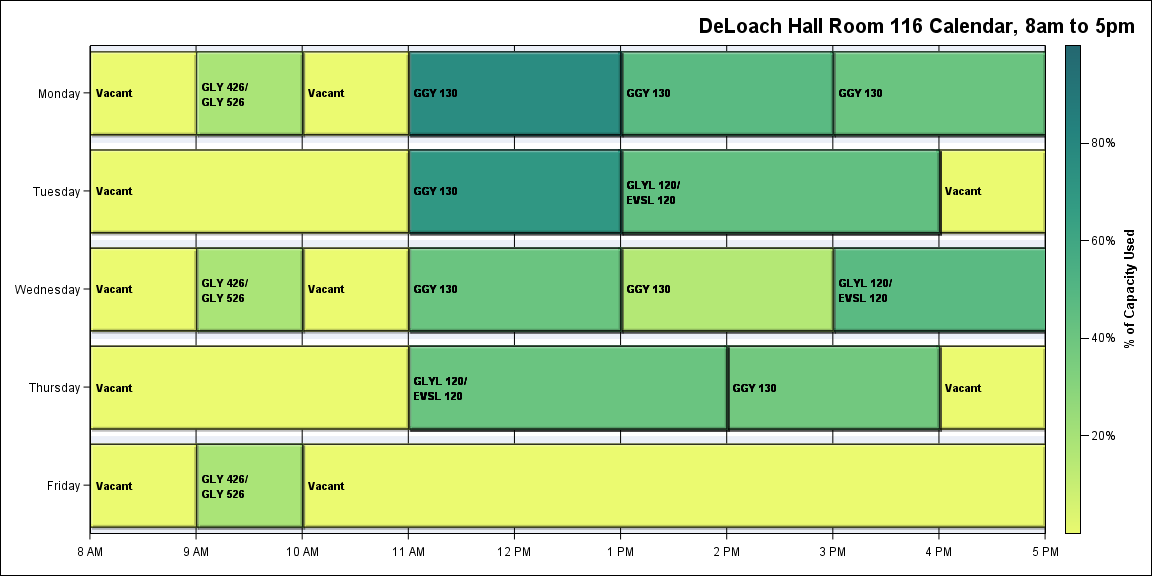 DeLoach Hall Room 116 Calendar, 8am to 5pm
Monday
Vacant
GLY 426/
GLY 526
Vacant
GGY 130
GGY 130
GGY 130
Tuesday
Vacant
GGY 130
GLYL 120/
EVSL 120
Vacant
Wednesday
Vacant
GLY 426/
GLY 526
Vacant
GGY 130
GGY 130
GLYL 120/
EVSL 120
Thursday
Vacant
GLYL 120/
EVSL 120
GGY 130
Vacant
Friday
Vacant
GLY 426/
GLY 526
Vacant
8 AM
9 AM
10 AM
11 AM
12 PM
1 PM
2 PM
3 PM
4 PM
5 PM
80%
60%
40%
20%
% of Capacity Used